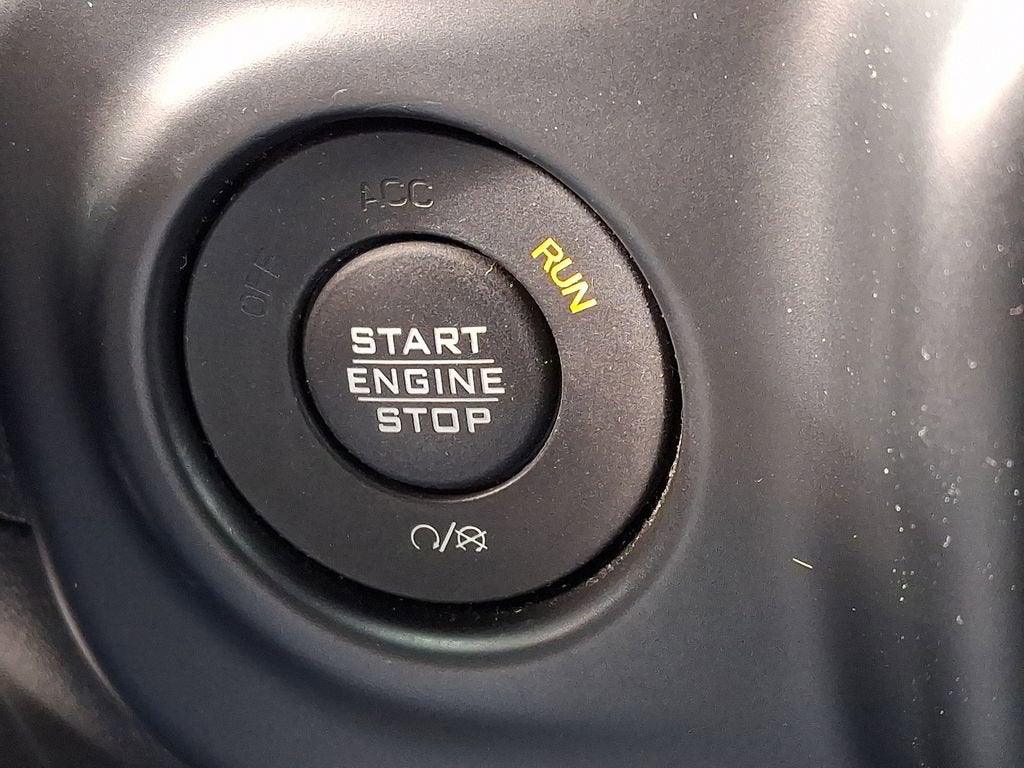 ACC
OFF
RUN
START
ENGINE
STOP